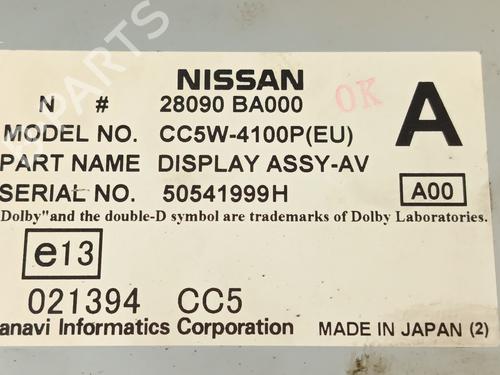 NISSAN
N # 28090 BA000 OK A
MODEL NO. CC5W-4100P(EU)
PART NAME DISPLAY ASSY-AV
SERIAL NO. 50541999H A00
Dolby"and the double-D symbol are trademarks of Dolby Laboratories.
e13
021394 CC5
anavi Informatics Corporation MADE IN JAPAN (2)
B-PARTS